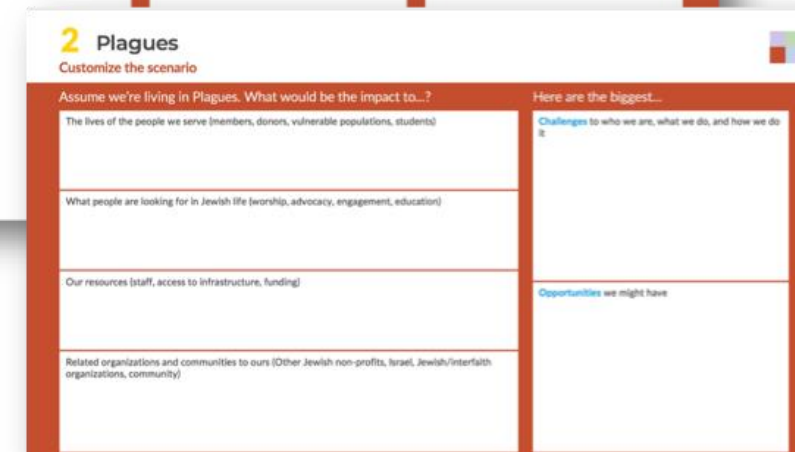 2 Plagues
Customize the scenario
Assume we're living in Plagues. What would be the impact to...?
The lives of the people we serve (members, donors, vulnerable populations, students)
What people are looking for in Jewish life (worship, advocacy, engagement, education)
Our resources (staff, access to infrastructure, funding)
Related organizations and communities to ours (Other Jewish non-profits, Israel, Jewish/interfaith
organizations, community)
Here are the biggest...
Challenges to who we are, what we do, and how we do
it
Opportunities we might have